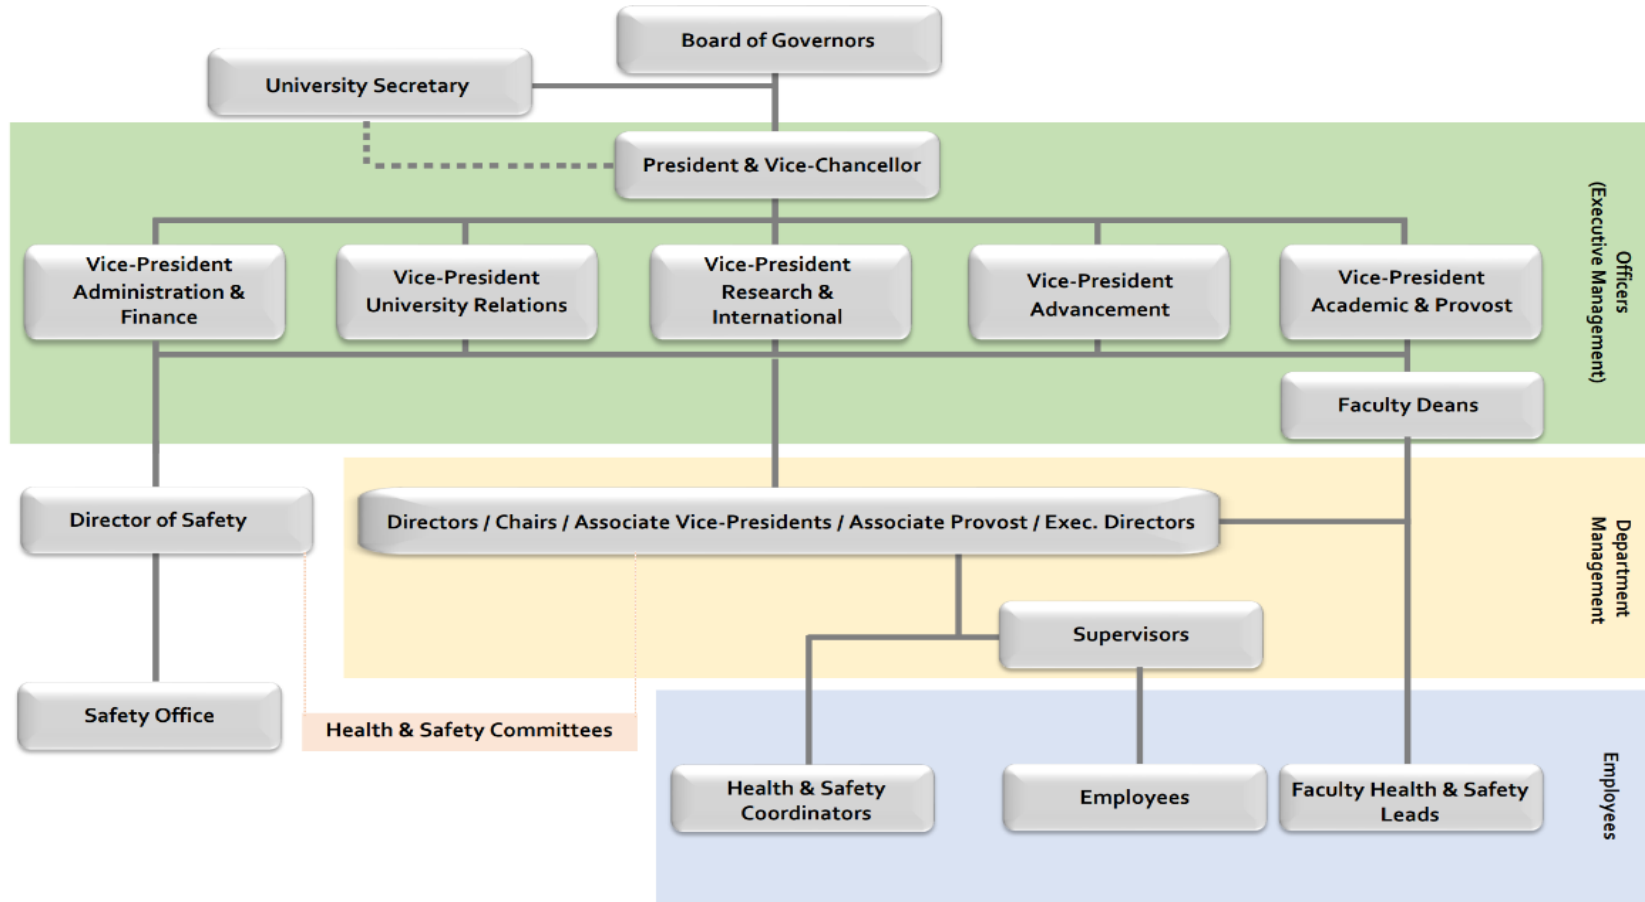 Board of Governors
University Secretary
President & Vice-Chancellor
Officers
(Executive Management)
Vice-President
Administration &
Finance
Vice-President
University Relations
Vice-President
Research &
International
Vice-President
Advancement
Vice-President
Academic & Provost
Faculty Deans
Director of Safety
Directors / Chairs / Associate Vice-Presidents / Associate Provost / Exec. Directors
Department
Management
Supervisors
Safety Office
Health & Safety Committees
Health & Safety
Coordinators
Employees
Faculty Health & Safety
Leads
Employees